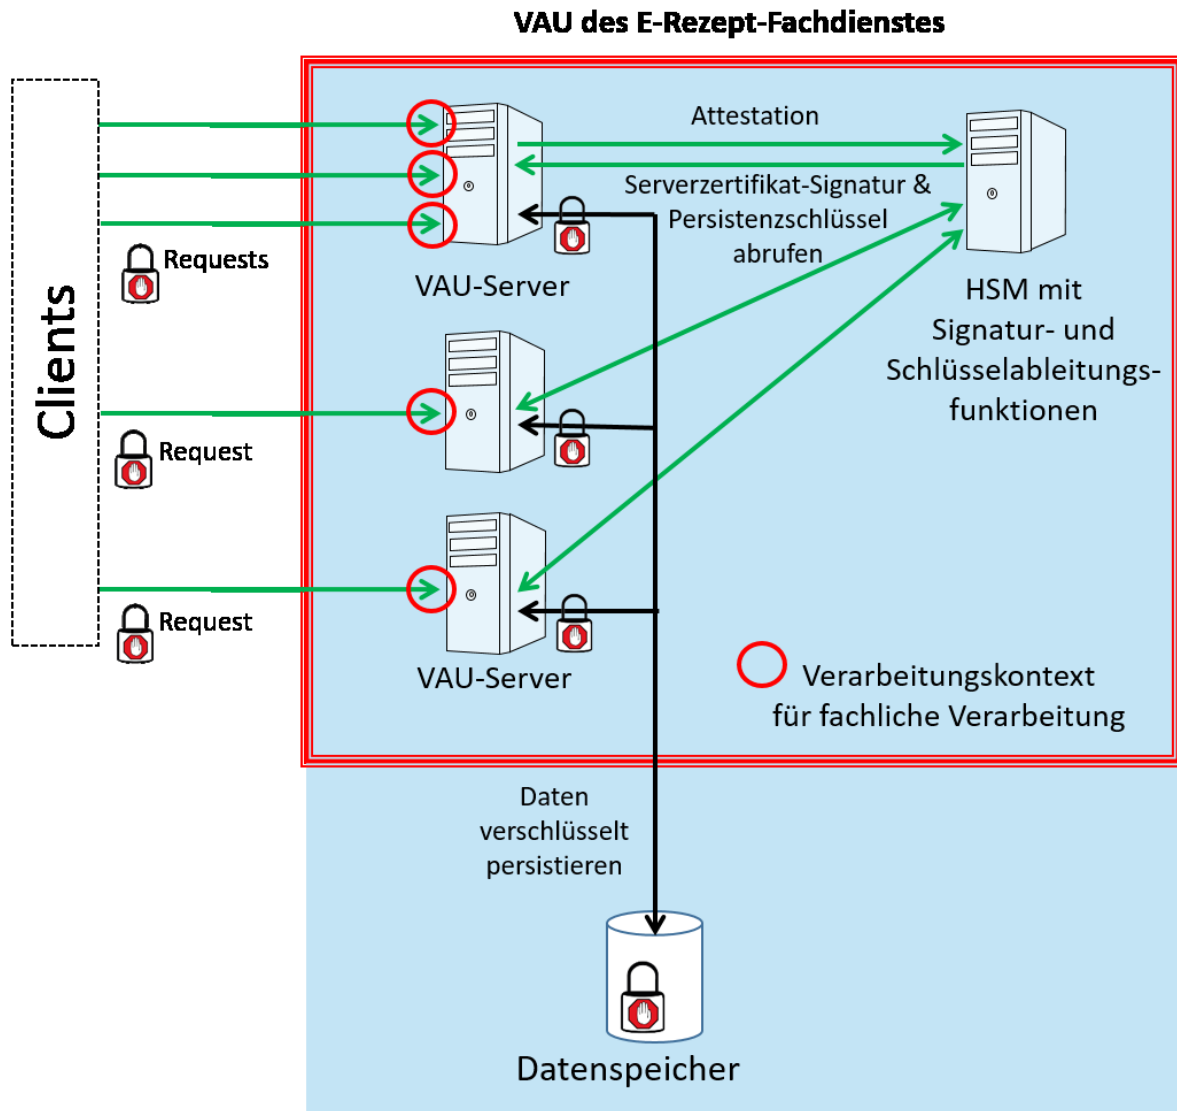 VAU des E-Rezept-Fachdienstes
Clients
Requests
Request
Request
Attestation
Serverzertifikat-Signatur &
Persistenzschlüssel
abrufen
VAU-Server
HSM mit
Signatur- und
Schlüsselableitungs-
funktionen
VAU-Server
Verarbeitungskontext
für fachliche Verarbeitung
Daten
verschlüsselt
persistieren
Datenspeicher